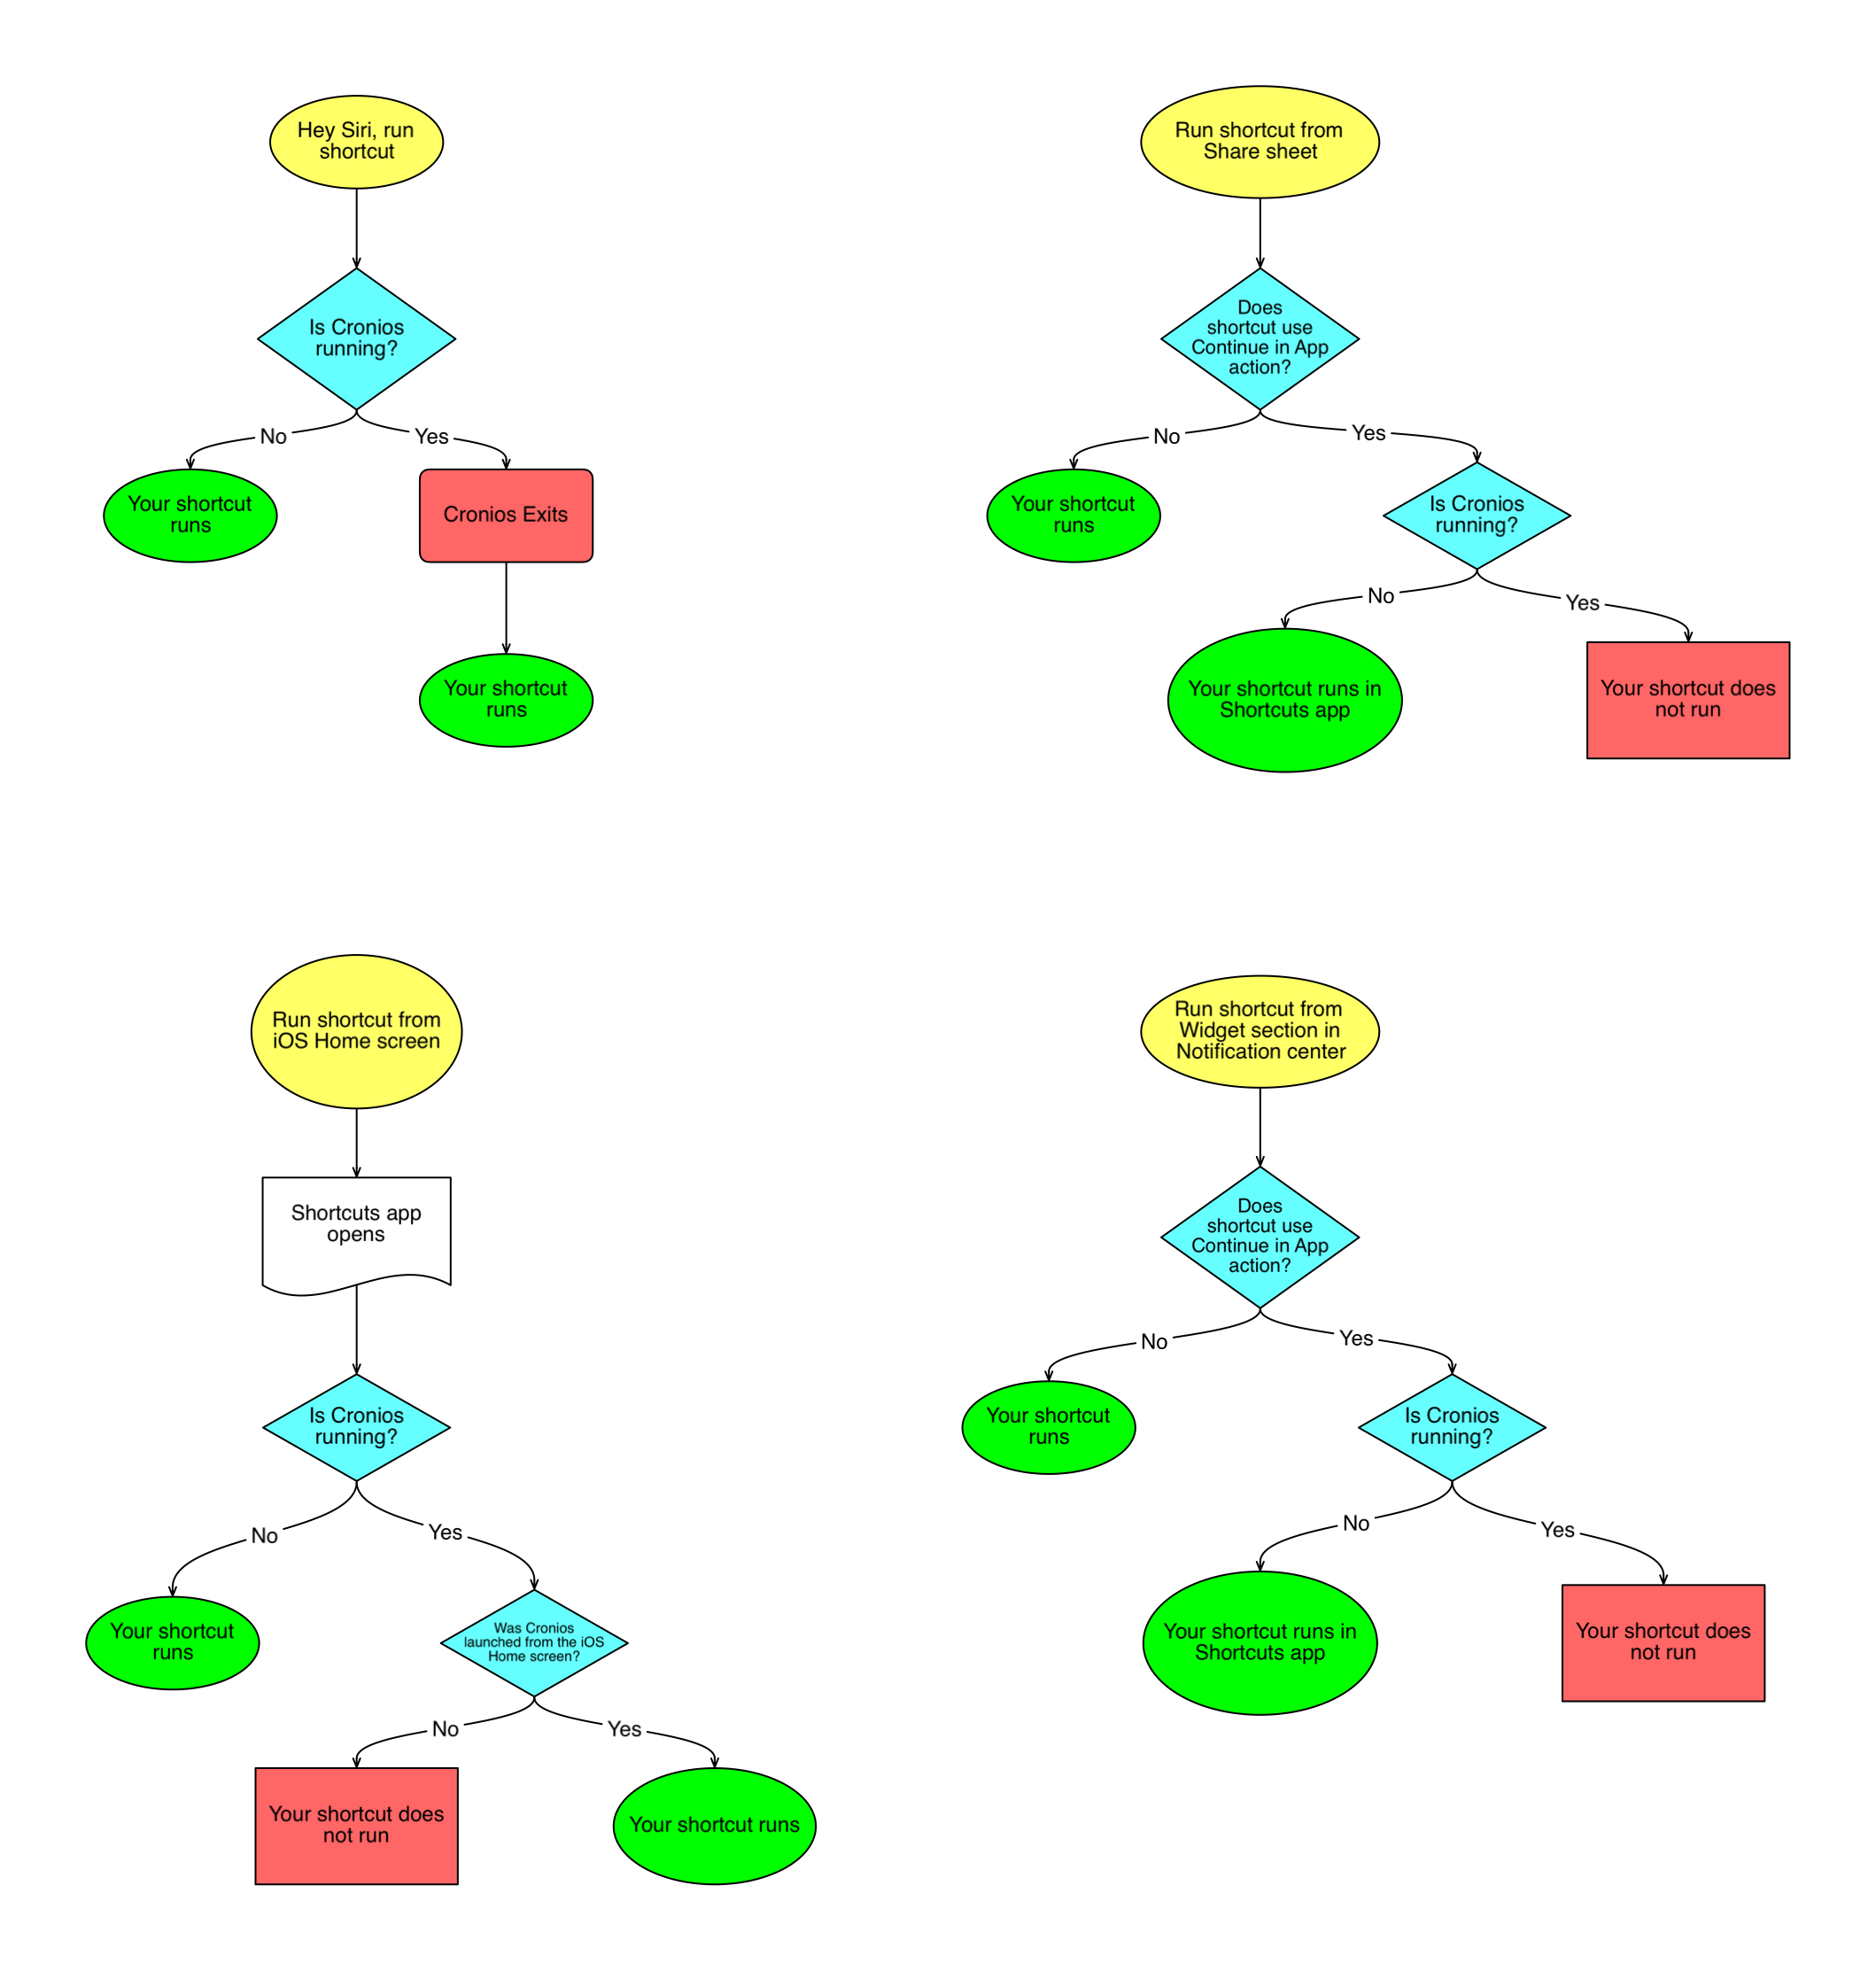 Hey Siri, run
shortcut
Is Cronios
running?
No
Yes
Your shortcut
runs
Cronios Exits
Your shortcut
runs
Run shortcut from
Share sheet
Does
shortcut use
Continue in App
action?
No
Yes
Your shortcut
runs
Is Cronios
running?
No
Yes
Your shortcut runs in
Shortcuts app
Your shortcut does
not run
Run shortcut from
iOS Home screen
Shortcuts app
opens
Is Cronios
running?
No
Yes
Your shortcut
runs
Was Cronios
launched from the iOS
Home screen?
No
Yes
Your shortcut does
not run
Your shortcut runs
Run shortcut from
Widget section in
Notification center
Does
shortcut use
Continue in App
action?
No
Yes
Your shortcut
runs
Is Cronios
running?
No
Yes
Your shortcut runs in
Shortcuts app
Your shortcut does
not run